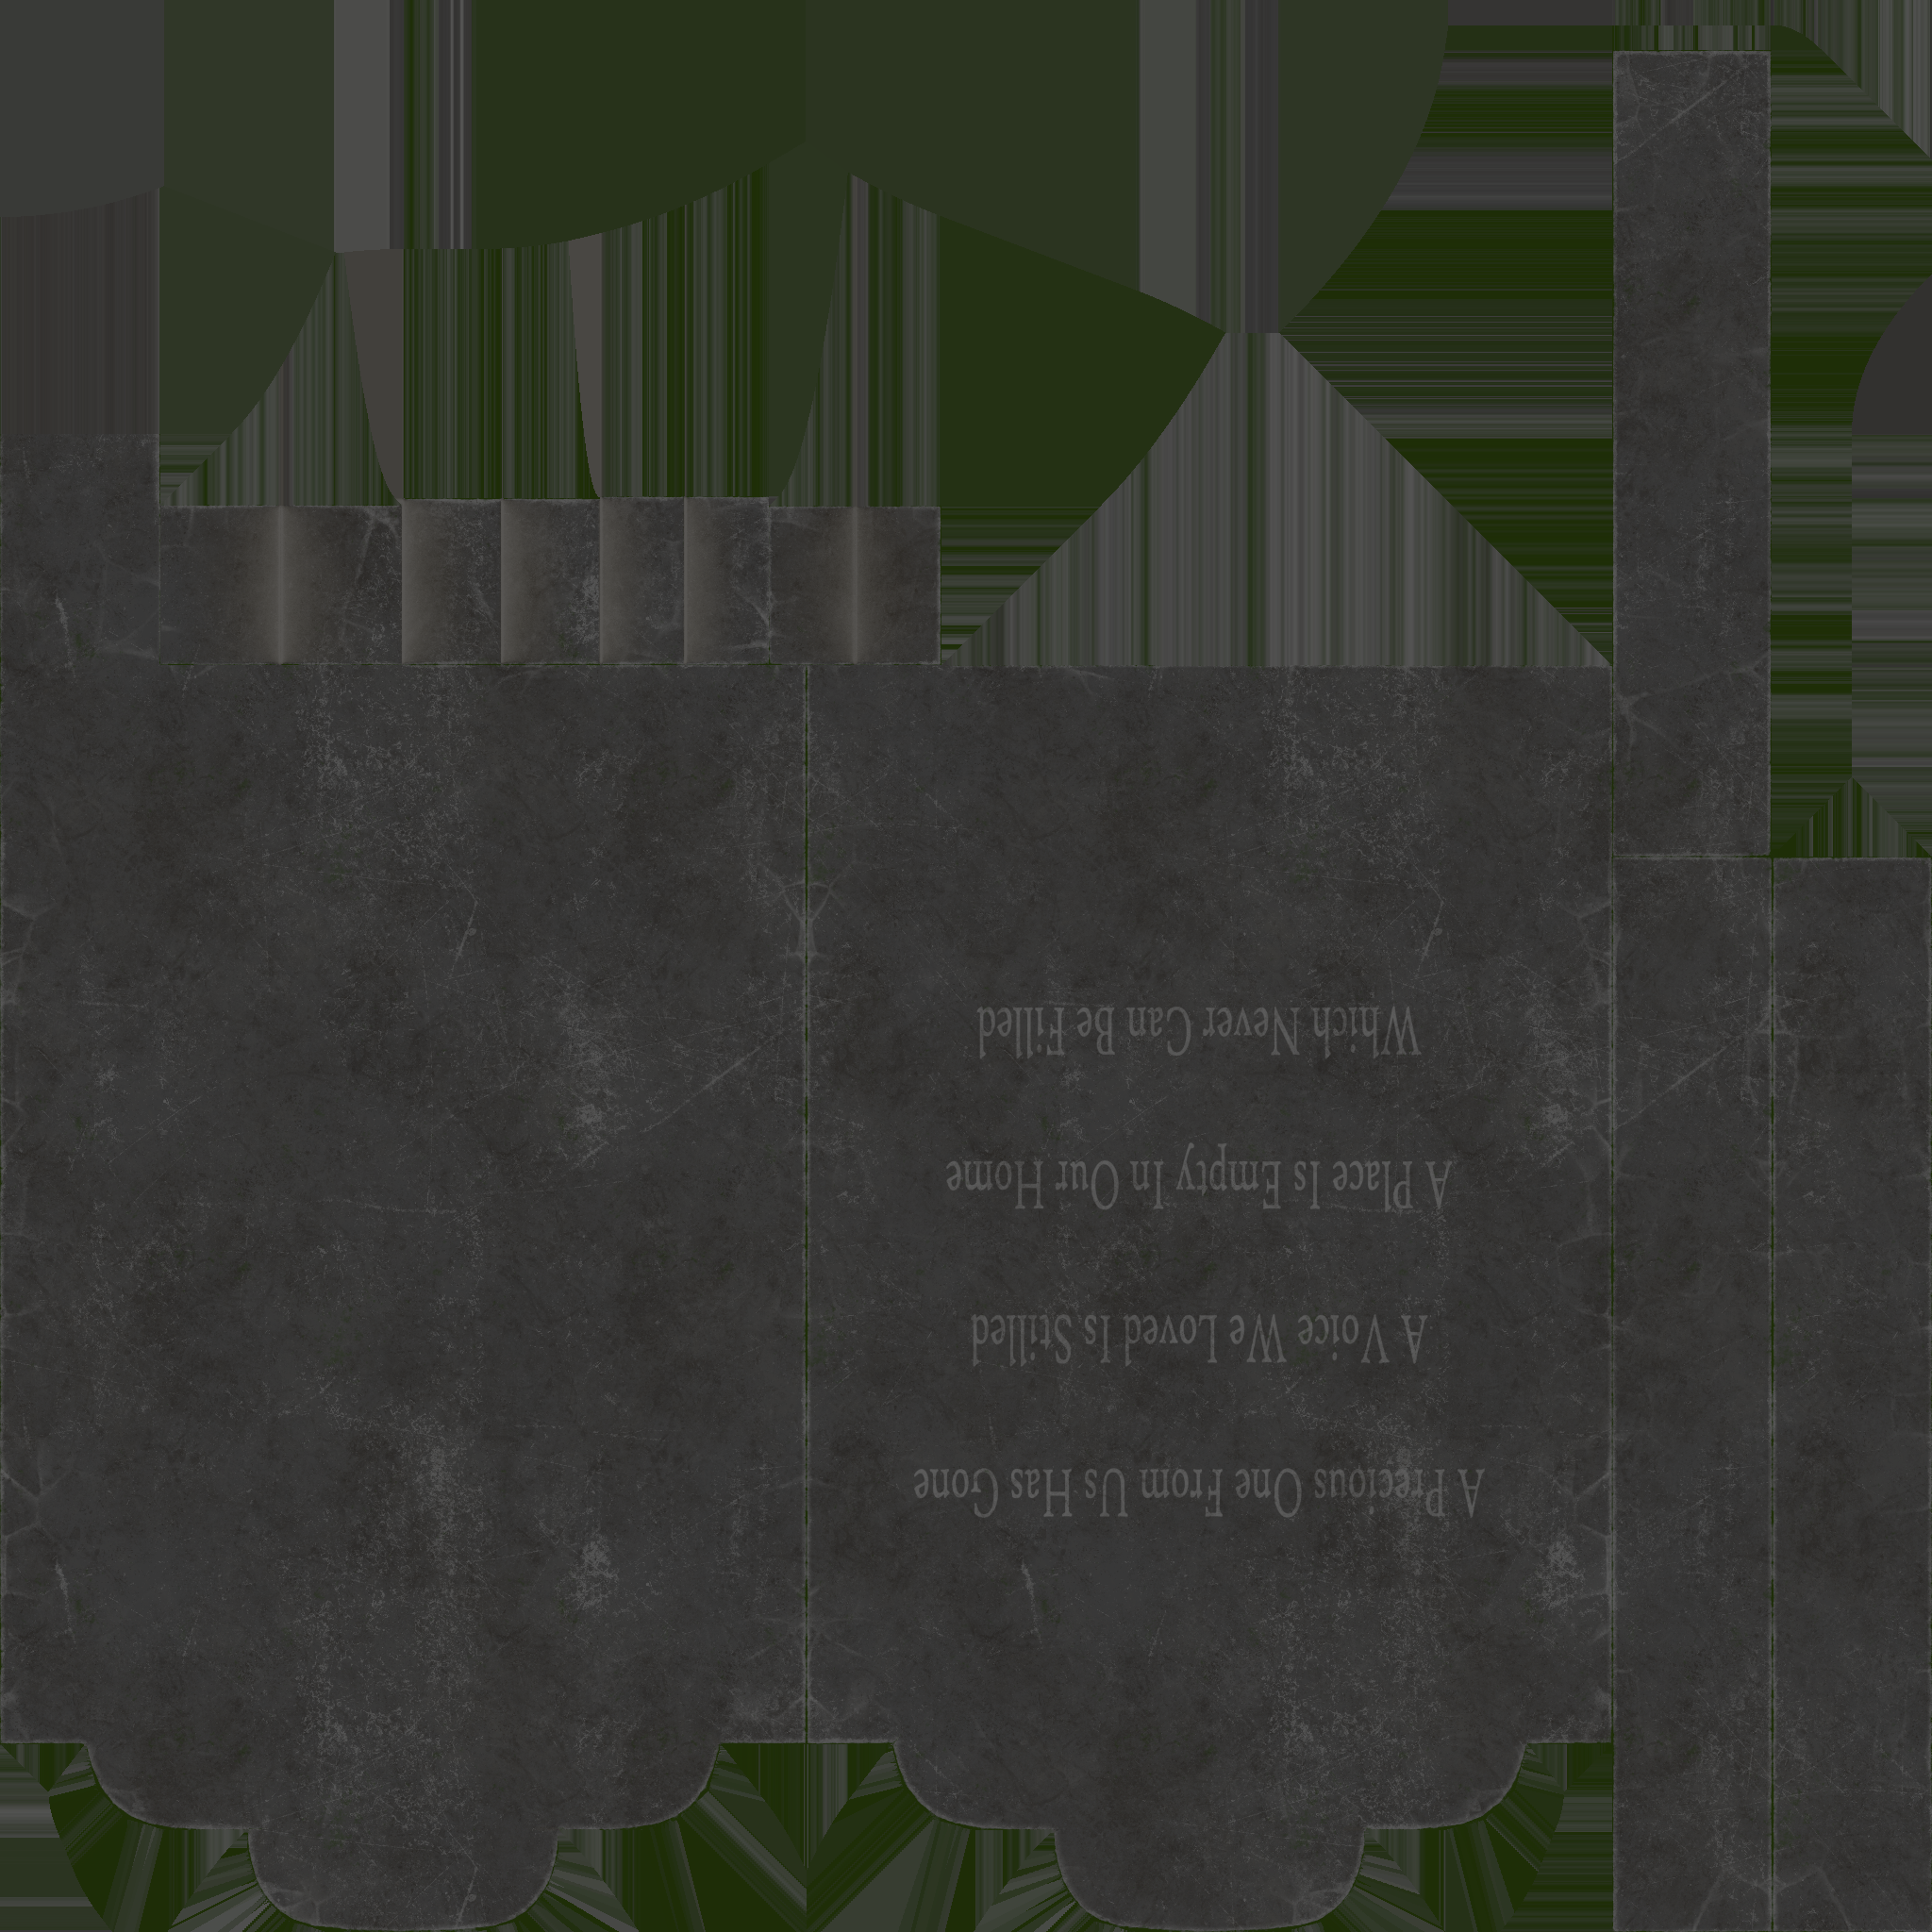 A Precious One From Us Has Gone
A Voice We Loved Is Stilled
A Place Is Empty In Our Home
Which Never Can Be Filled